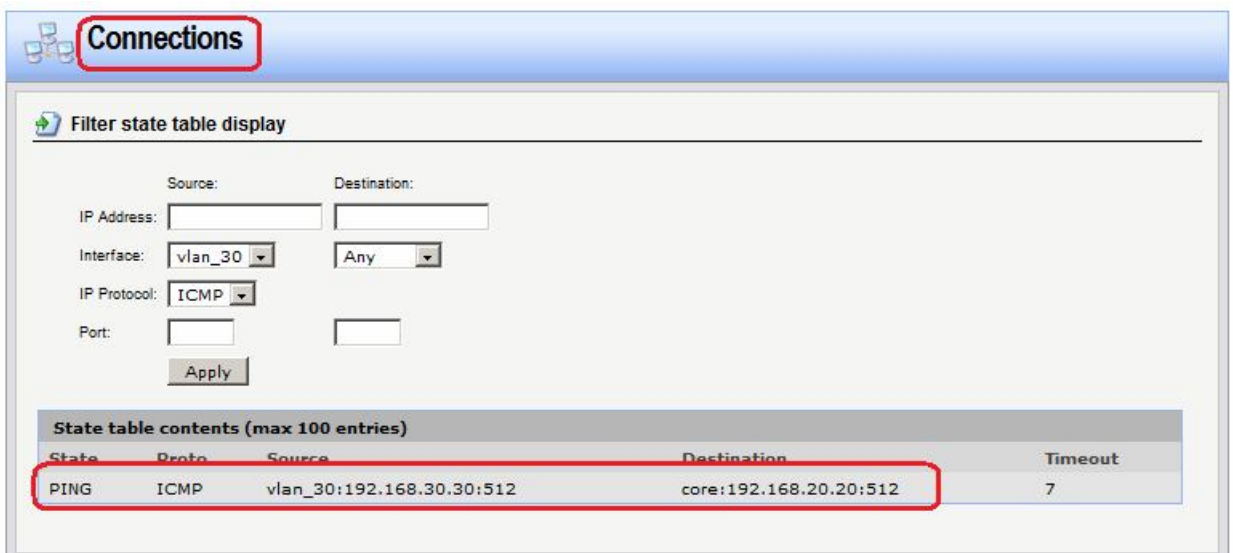 Connections
Filter state table display
Source: Destination:
IP Address:
Interface: vlan_30 Any
IP Protocol: ICMP
Port:
Apply
State table contents (max 100 entries)
State Proto Source Destination Timeout
PING ICMP vlan_30:192.168.30.30:512 core:192.168.20.20:512 7